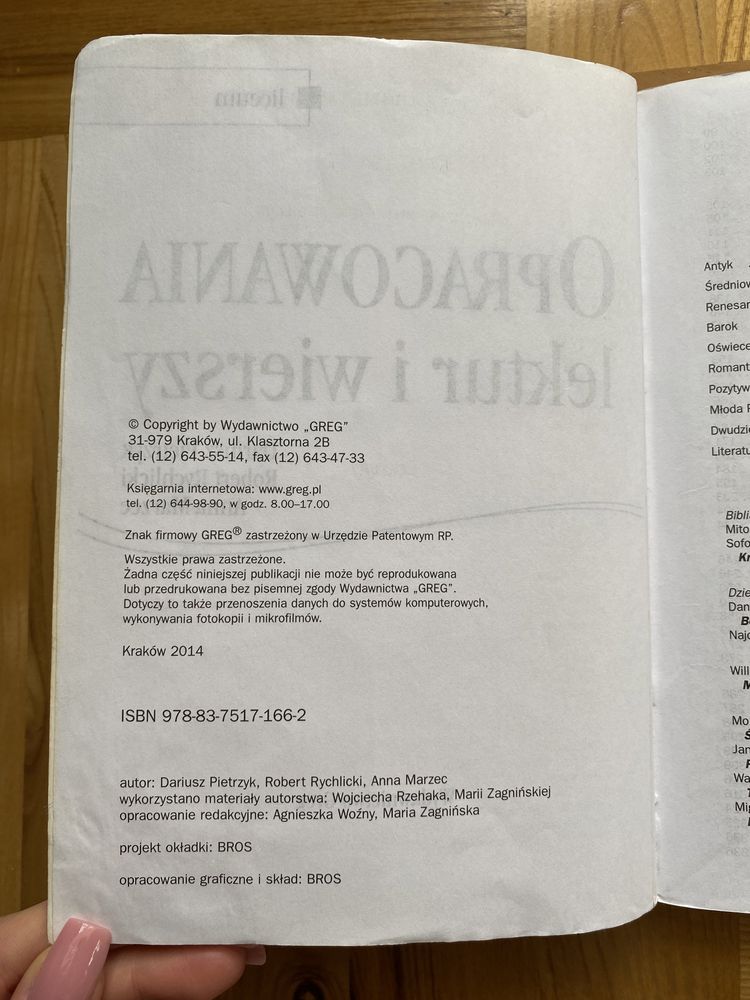 liceum
OPRACOWANIA
lektur i wierszy
© Copyright by Wydawnictwo „GREG”
31-979 Kraków, ul. Klasztorna 2B
tel. (12) 643-55-14, fax (12) 643-47-33
Księgarnia internetowa: www.greg.pl
tel. (12) 644-98-90, w godz. 8.00–17.00
Znak firmowy GREG® zastrzeżony w Urzędzie Patentowym RP.
Wszystkie prawa zastrzeżone.
Żadna część niniejszej publikacji nie może być reprodukowana
lub przedrukowana bez pisemnej zgody Wydawnictwa „GREG”.
Dotyczy to także przenoszenia danych do systemów komputerowych,
wykonywania fotokopii i mikrofilmów.
Kraków 2014
ISBN 978-83-7517-166-2
autor: Dariusz Pietrzyk, Robert Rychlicki, Anna Marzec
wykorzystano materiały autorstwa: Wojciecha Rzehaka, Marii Zagnińskiej
opracowanie redakcyjne: Agnieszka Woźny, Maria Zagnińska
projekt okładki: BROS
opracowanie graficzne i skład: BROS
Antyk
Barok